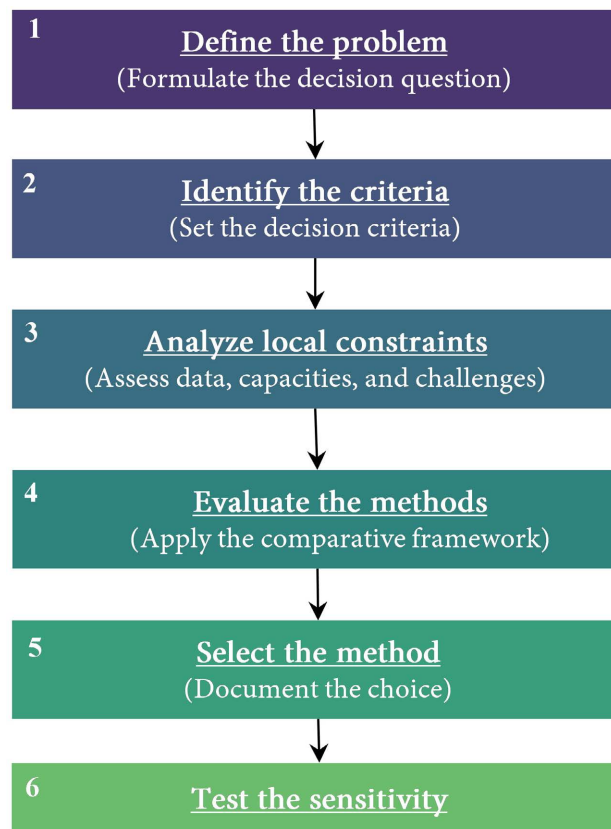 1
Define the problem
(Formulate the decision question)
2
Identify the criteria
(Set the decision criteria)
3
Analyze local constraints
(Assess data, capacities, and challenges)
4
Evaluate the methods
(Apply the comparative framework)
5
Select the method
(Document the choice)
6
Test the sensitivity